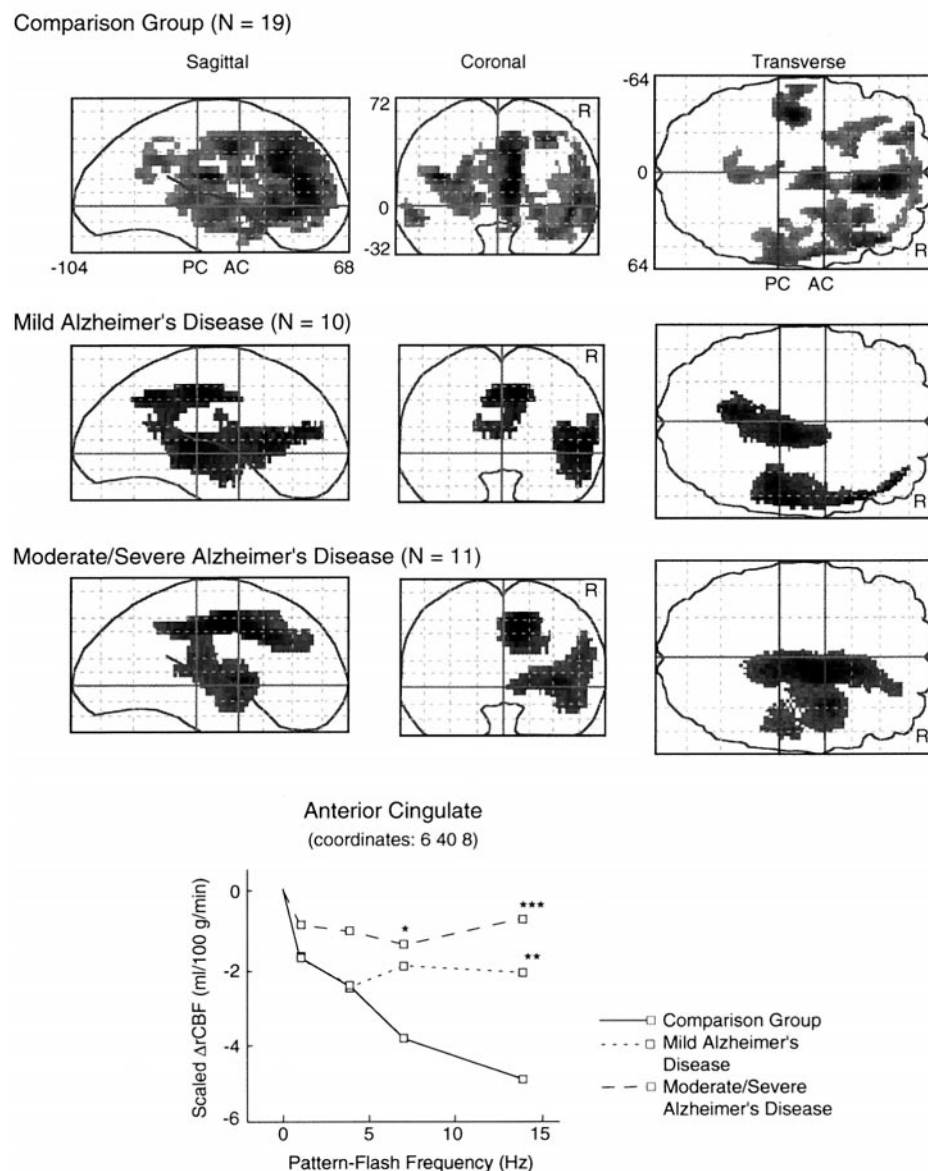 Comparison Group (N = 19)
Sagittal
Coronal
Transverse
-64
72
R
0
0
-32
64
R
-104
PC
AC
68
PC
AC
Mild Alzheimer's Disease (N = 10)
R
R
Moderate/Severe Alzheimer's Disease (N = 11)
R
R
Anterior Cingulate
(coordinates: 6 40 8)
Scaled ΔrCBF (ml/100 g/min)
0
-2
-4
-6
*
***
**
0
5
10
15
Pattern-Flash Frequency (Hz)
Comparison Group
Mild Alzheimer's
Disease
Moderate/Severe
Alzheimer's Disease